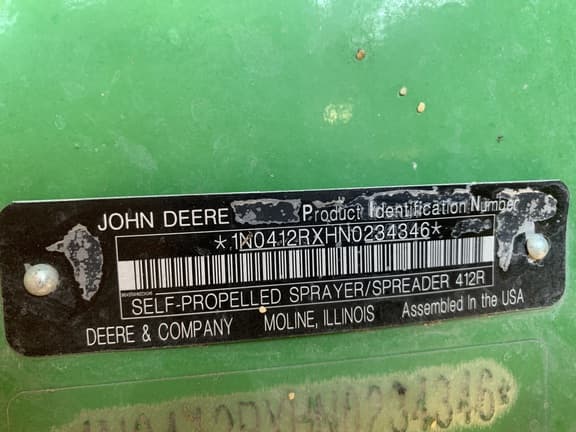 JOHN DEERE Product Identification Number
*1N0412RXHN0234346*
SELF-PROPELLED SPRAYER/SPREADER 412R
DEERE & COMPANY MOLINE, ILLINOIS Assembled In the USA
1N0412RXHN0234346*